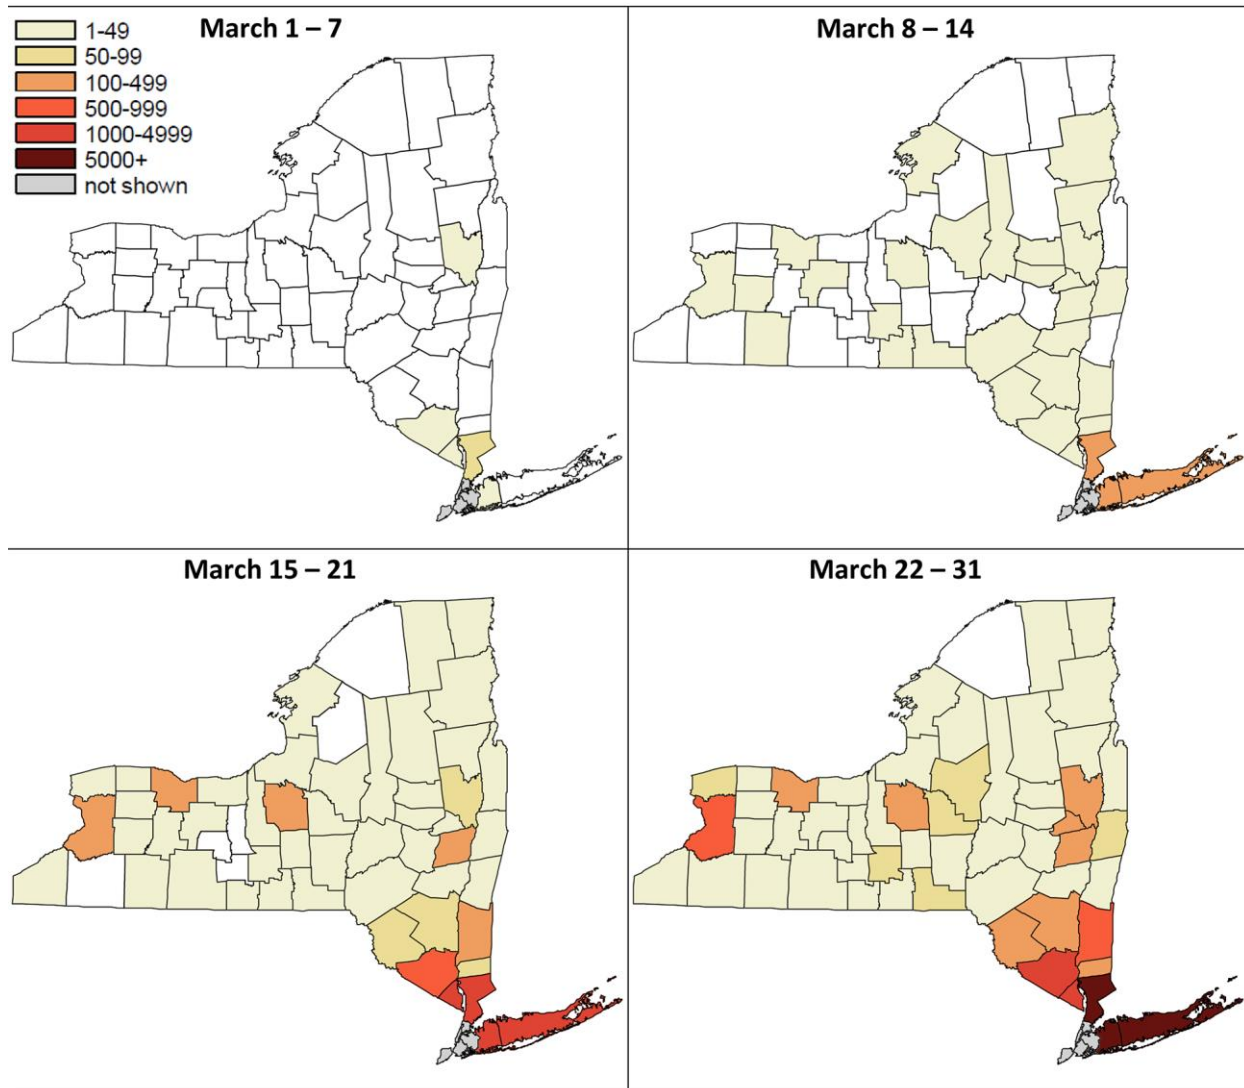 March 1 – 7
1-49
50-99
100-499
500-999
1000-4999
5000+
not shown
March 8 – 14
March 15 – 21
March 22 – 31